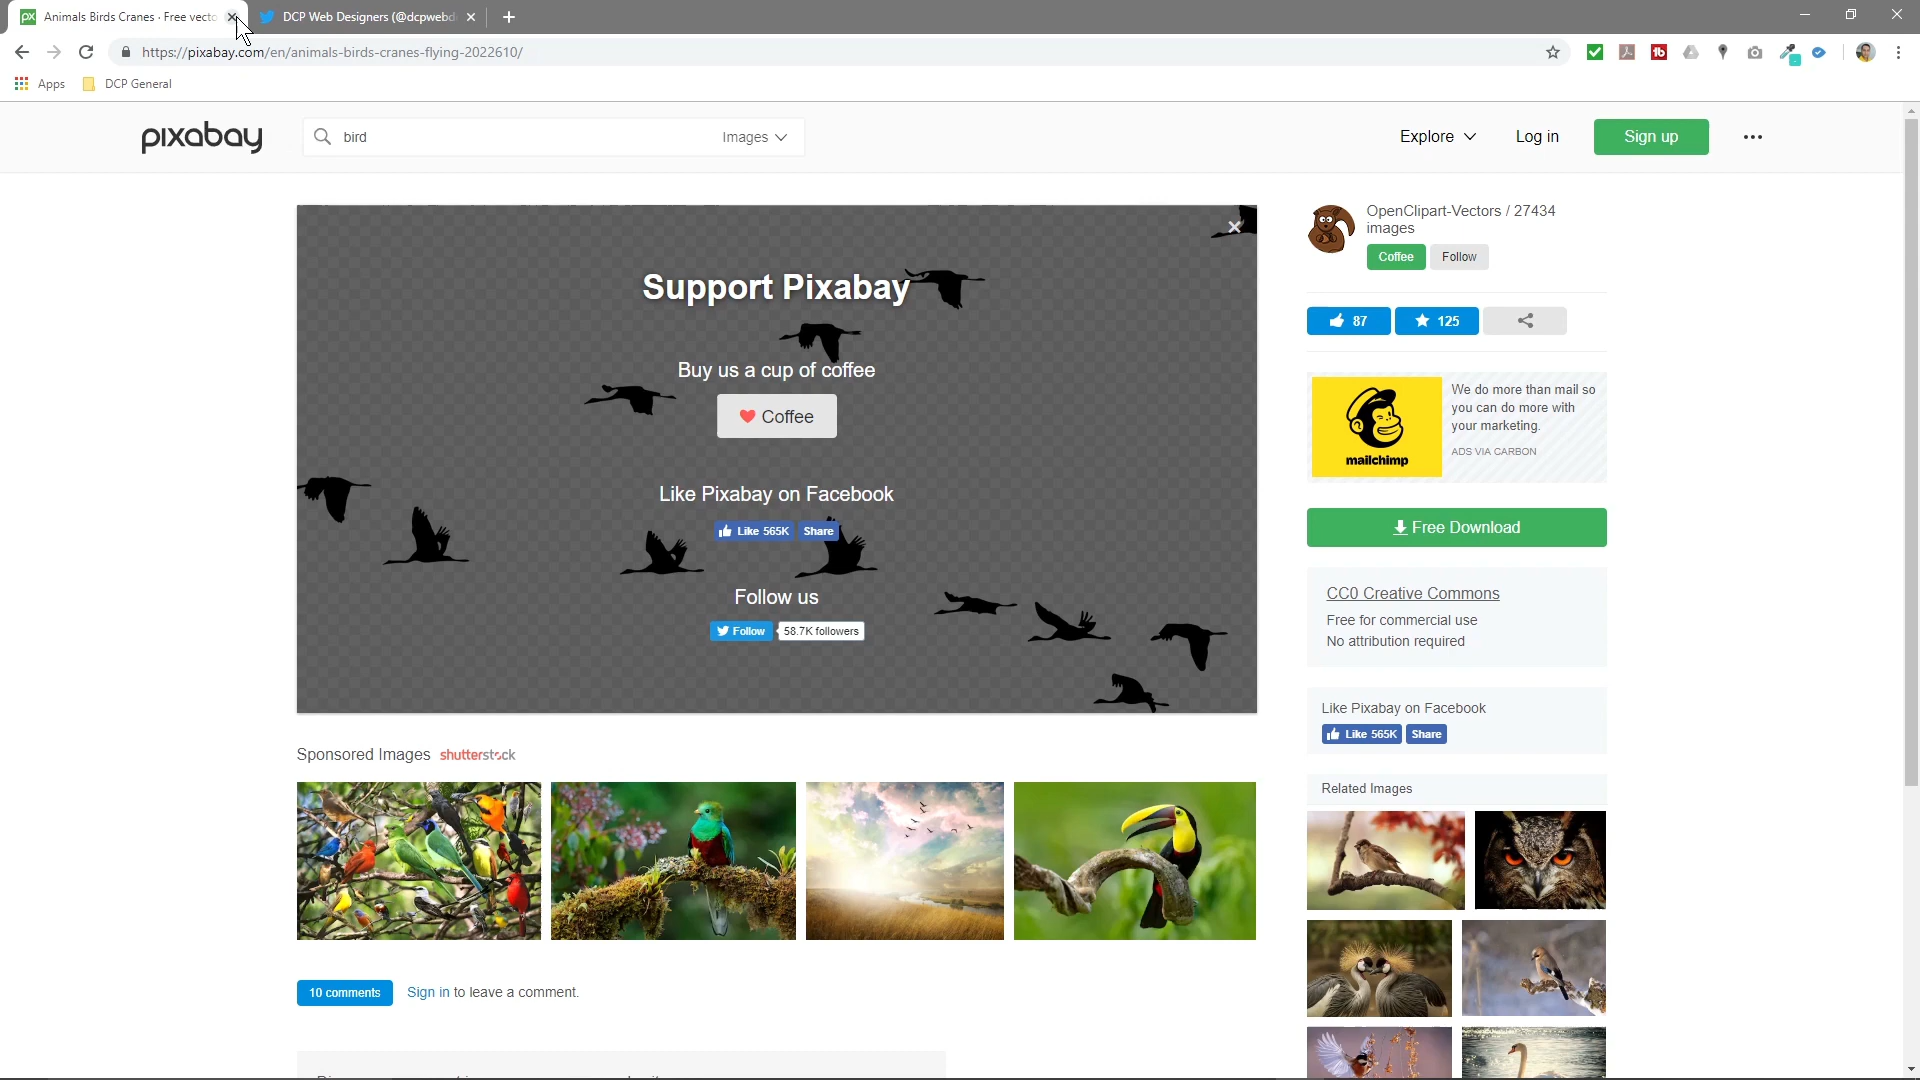 Animals Birds Cranes · Free vecto
DCP Web Designers (@dcpwebd
https://pixabay.com/en/animals-birds-cranes-flying-2022610/
Apps
DCP General
pixabay
bird
Images
Explore
Log in
Sign up
Support Pixabay
Buy us a cup of coffee
Coffee
Like Pixabay on Facebook
Like 565K
Share
Follow us
Follow
58.7K followers
OpenClipart-Vectors / 27434
images
Coffee
Follow
87
125
mailchimp
We do more than mail so
you can do more with
your marketing.
ADS VIA CARBON
Free Download
CC0 Creative Commons
Free for commercial use
No attribution required
Like Pixabay on Facebook
Like 565K
Share
Related Images
Sponsored Images shutterstock
10 comments
Sign in to leave a comment.